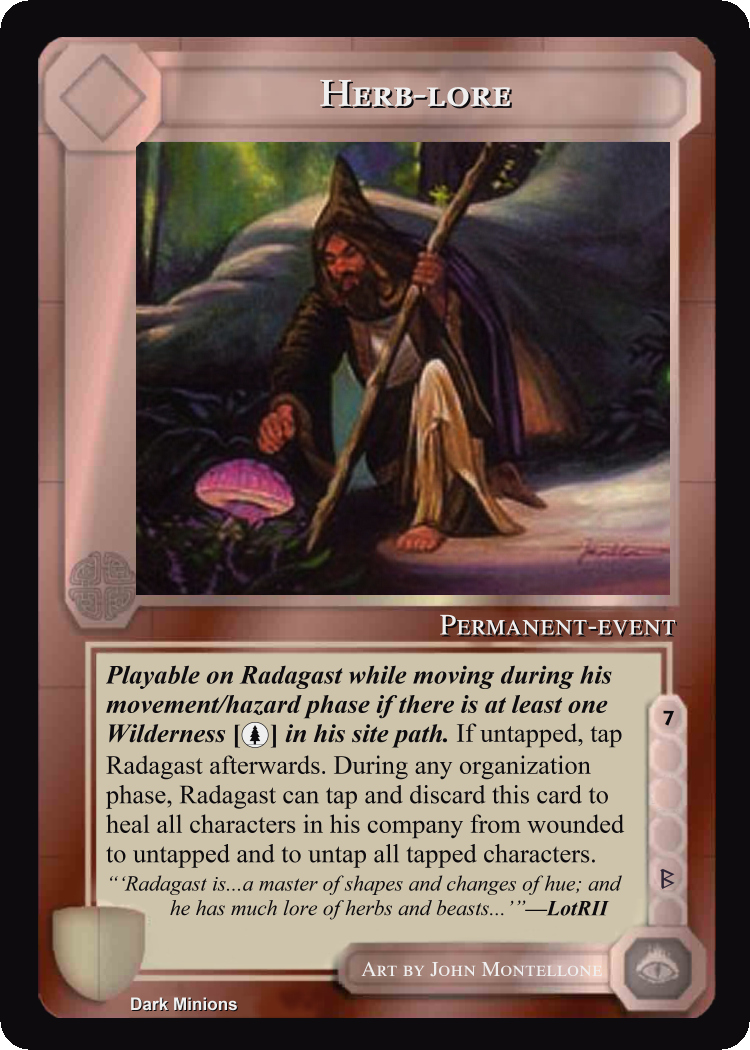 HERB-LORE
PERMANENT-EVENT
Playable on Radagast while moving during his
movement/hazard phase if there is at least one
Wilderness [ ] in his site path. If untapped, tap
Radagast afterwards. During any organization
phase, Radagast can tap and discard this card to
heal all characters in his company from wounded
to untapped and to untap all tapped characters.
“‘Radagast is...a master of shapes and changes of hue; and
he has much lore of herbs and beasts...’”—LotRII
7
ᛒ
ART BY JOHN MONTELLONE
Dark Minions